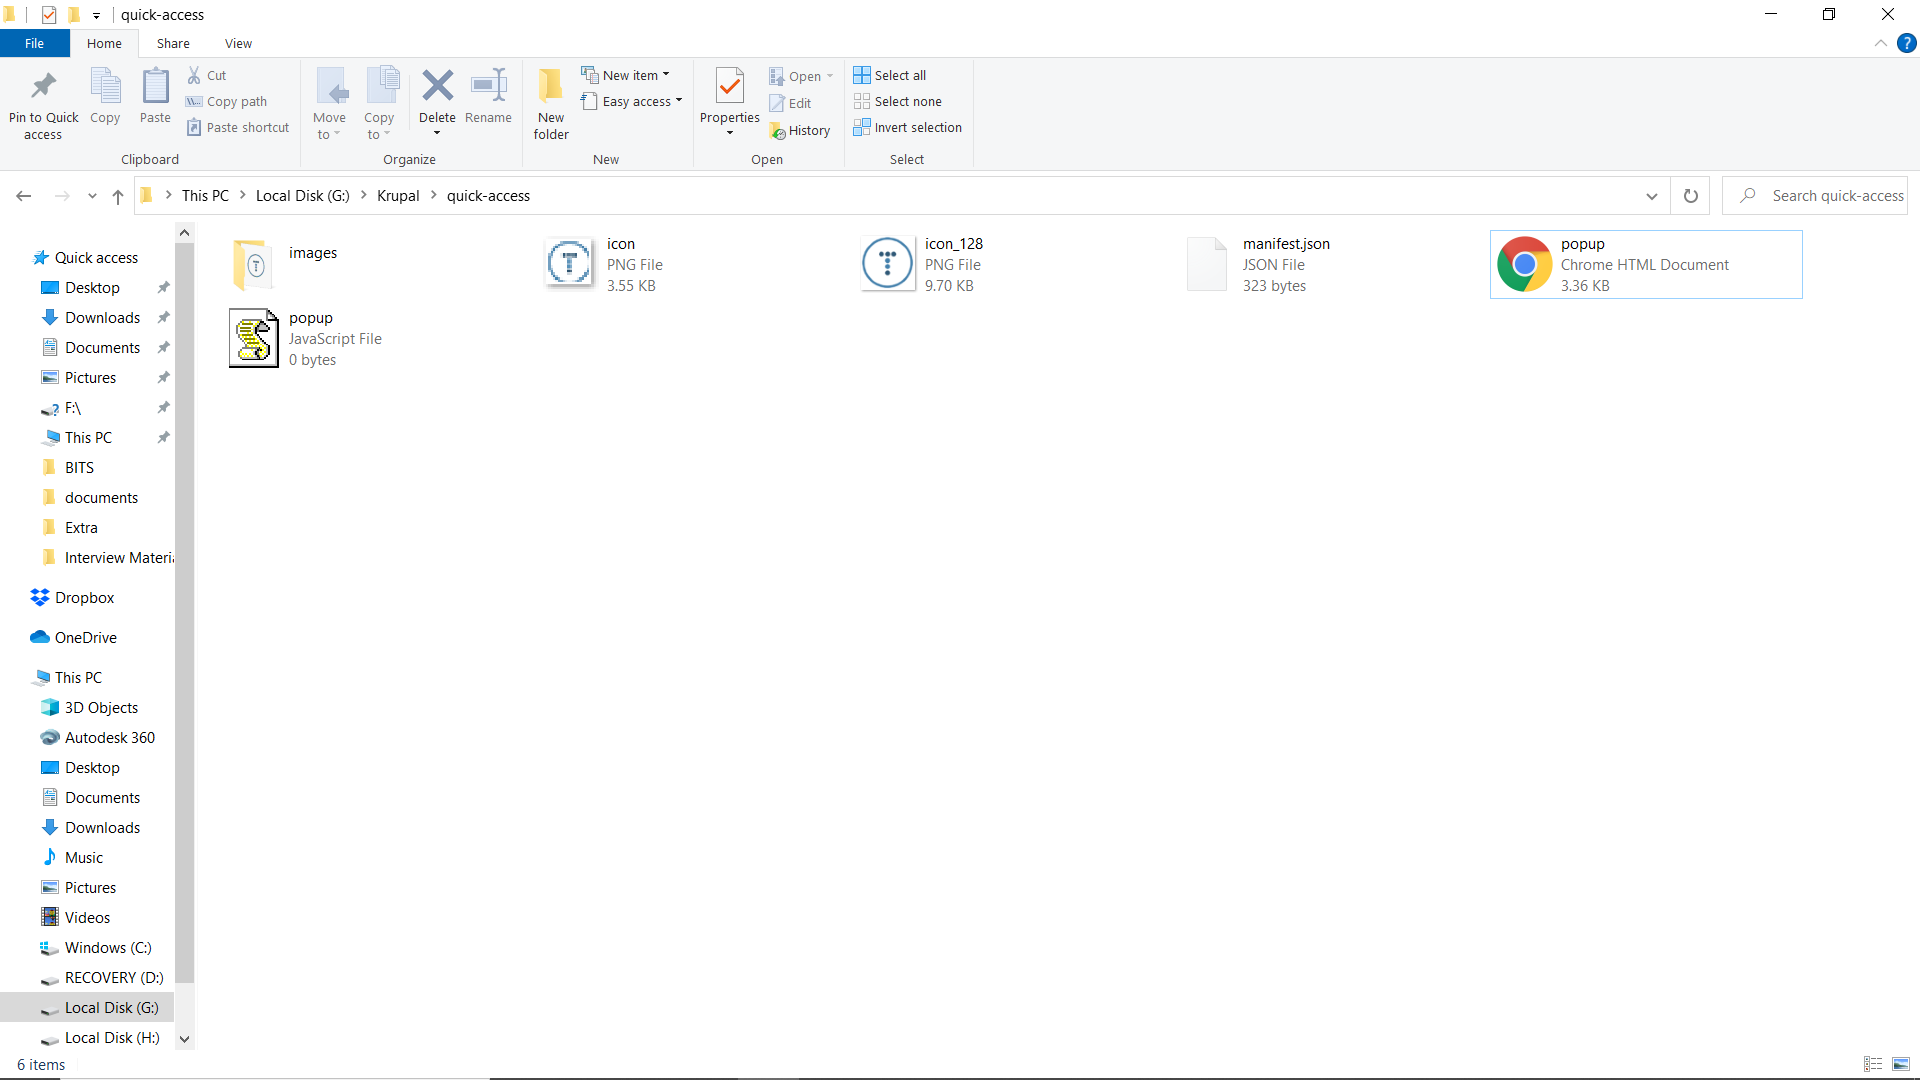 quick-access
File Home Share View
Pin to Quick access
Copy
Paste
Cut
Copy path
Paste shortcut
Clipboard
Move to
Copy to
Delete
Rename
Organize
New folder
New item
Easy access
New
Properties
Open
Edit
History
Open
Select all
Select none
Invert selection
Select
This PC > Local Disk (G:) > Krupal > quick-access
Search quick-access
Quick access
Desktop
Downloads
Documents
Pictures
F:\
This PC
BITS
documents
Extra
Interview Materia
Dropbox
OneDrive
This PC
3D Objects
Autodesk 360
Desktop
Documents
Downloads
Music
Pictures
Videos
Windows (C:)
RECOVERY (D:)
Local Disk (G:)
Local Disk (H:)
images
icon
PNG File
3.55 KB
icon_128
PNG File
9.70 KB
manifest.json
JSON File
323 bytes
popup
Chrome HTML Document
3.36 KB
popup
JavaScript File
0 bytes
6 items